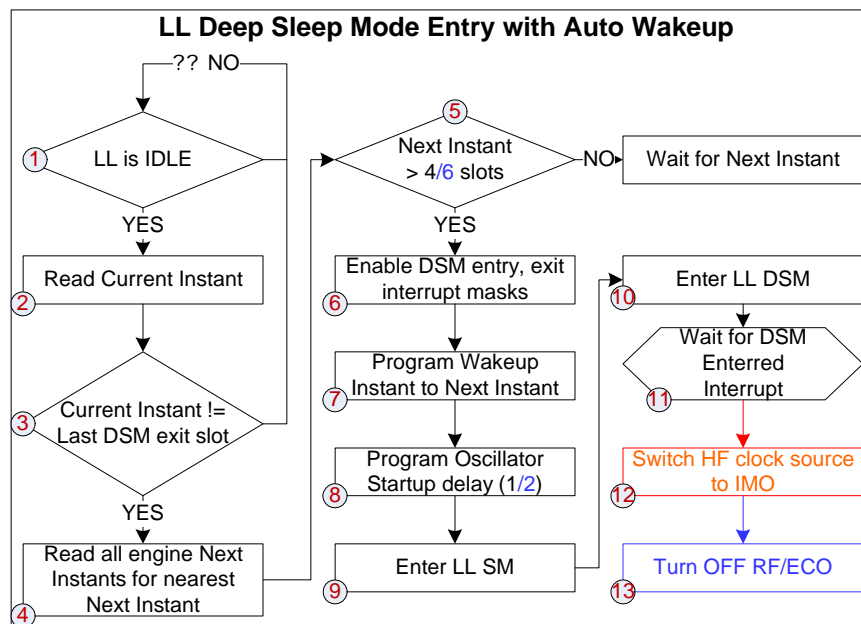 LL Deep Sleep Mode Entry with Auto Wakeup
?? NO
1
LL is IDLE
YES
2
Read Current Instant
3
Current Instant !=
Last DSM exit slot
YES
4
Read all engine Next
Instants for nearest
Next Instant
5
Next Instant
> 4/6 slots
NO
Wait for Next Instant
YES
6
Enable DSM entry, exit
interrupt masks
7
Program Wakeup
Instant to Next Instant
8
Program Oscillator
Startup delay (1/2)
9
Enter LL SM
10
Enter LL DSM
11
Wait for DSM
Enterred
Interrupt
12
Switch HF clock source
to IMO
13
Turn OFF RF/ECO